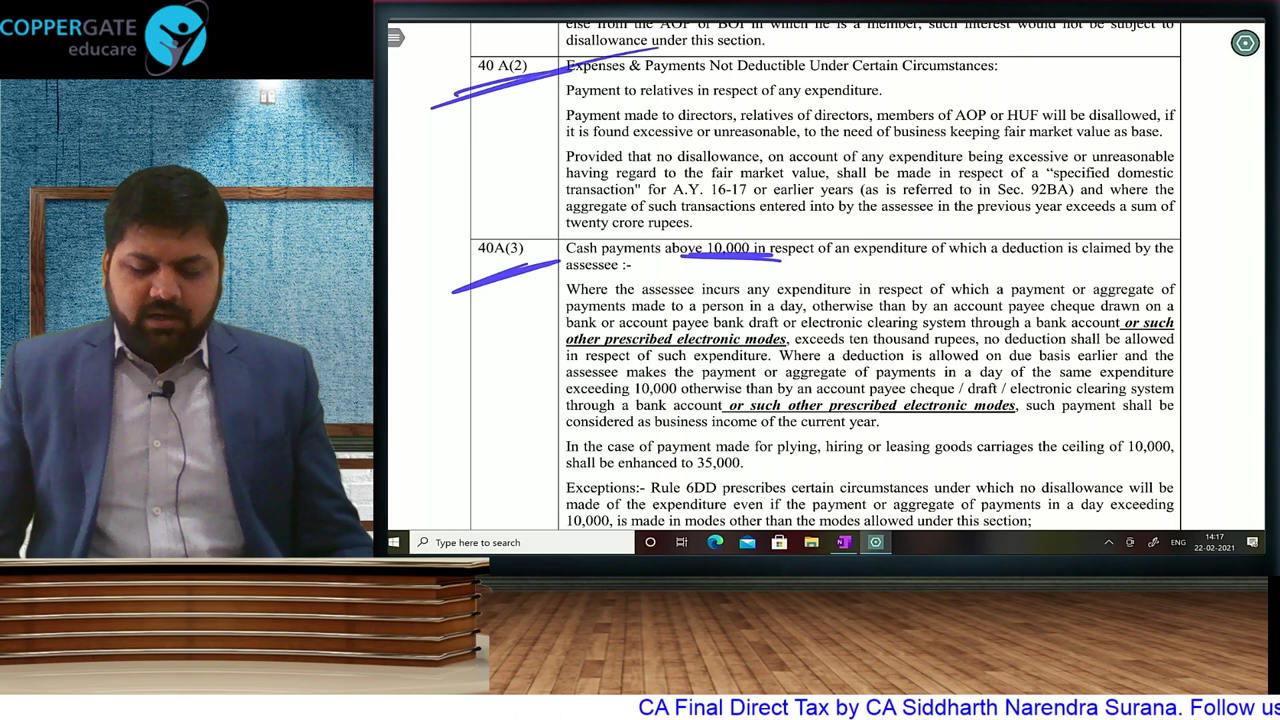 COPPERGATE
educare
else from the AOP or BOI in which he is a member, such interest would not be subject to
disallowance under this section.
40 A(2)
Expenses & Payments Not Deductible Under Certain Circumstances:
Payment to relatives in respect of any expenditure.
Payment made to directors, relatives of directors, members of AOP or HUF will be disallowed, if
it is found excessive or unreasonable, to the need of business keeping fair market value as base.
Provided that no disallowance, on account of any expenditure being excessive or unreasonable
having regard to the fair market value, shall be made in respect of a “specified domestic
transaction" for A.Y. 16-17 or earlier years (as is referred to in Sec. 92BA) and where the
aggregate of such transactions entered into by the assessee in the previous year exceeds a sum of
twenty crore rupees.
40A(3)
Cash payments above 10,000 in respect of an expenditure of which a deduction is claimed by the
assessee :-
Where the assessee incurs any expenditure in respect of which a payment or aggregate of
payments made to a person in a day, otherwise than by an account payee cheque drawn on a
bank or account payee bank draft or electronic clearing system through a bank account or such
other prescribed electronic modes, exceeds ten thousand rupees, no deduction shall be allowed
in respect of such expenditure. Where a deduction is allowed on due basis earlier and the
assessee makes the payment or aggregate of payments in a day of the same expenditure
exceeding 10,000 otherwise than by an account payee cheque / draft / electronic clearing system
through a bank account or such other prescribed electronic modes, such payment shall be
considered as business income of the current year.
In the case of payment made for plying, hiring or leasing goods carriages the ceiling of 10,000,
shall be enhanced to 35,000.
Exceptions:- Rule 6DD prescribes certain circumstances under which no disallowance will be
made of the expenditure even if the payment or aggregate of payments in a day exceeding
10,000, is made in modes other than the modes allowed under this section;
Type here to search
ENG
14:17
22-02-2021
CA Final Direct Tax by CA Siddharth Narendra Surana. Follow us